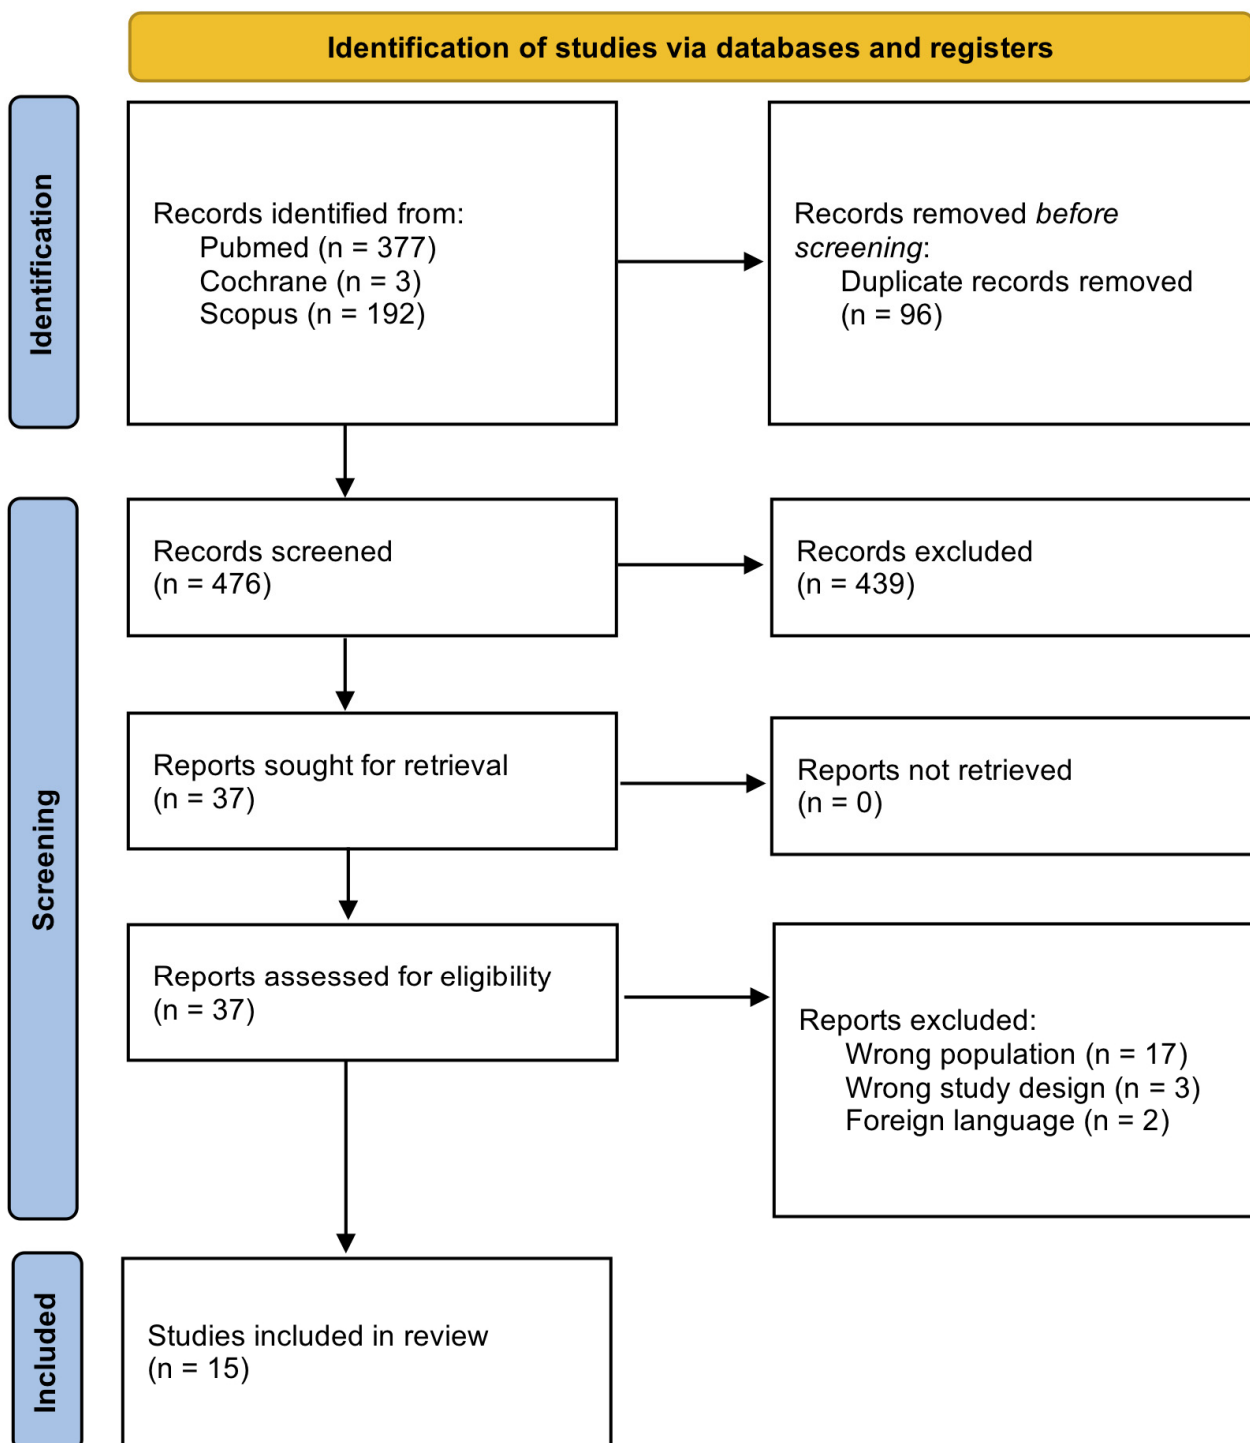 Identification of studies via databases and registers
Identification
Records identified from:
Pubmed (n = 377)
Cochrane (n = 3)
Scopus (n = 192)
Records removed before
screening:
Duplicate records removed
(n = 96)
Screening
Records screened
(n = 476)
Records excluded
(n = 439)
Reports sought for retrieval
(n = 37)
Reports not retrieved
(n = 0)
Reports assessed for eligibility
(n = 37)
Reports excluded:
Wrong population (n = 17)
Wrong study design (n = 3)
Foreign language (n = 2)
Included
Studies included in review
(n = 15)